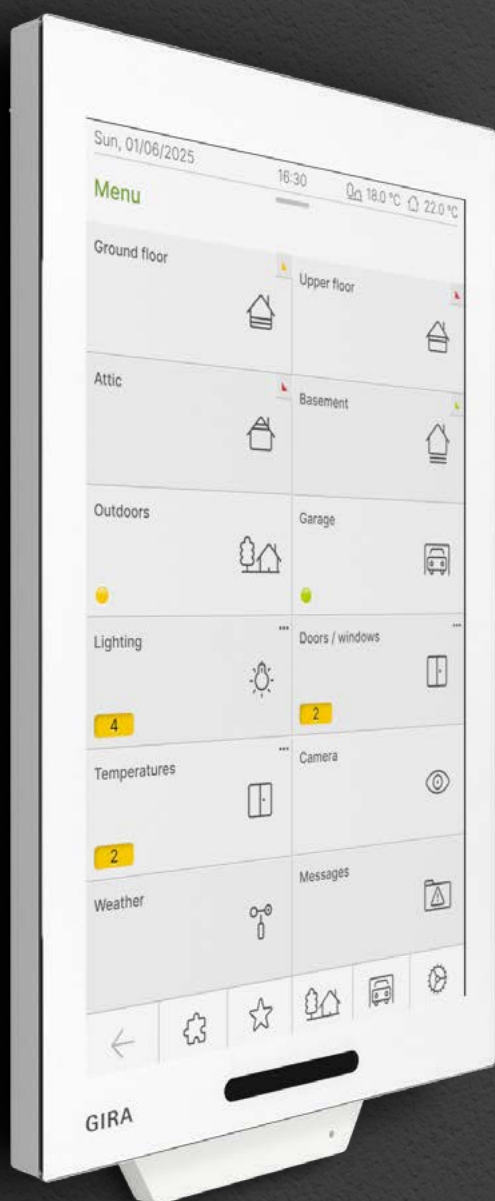 Sun, 01/06/2025 16:30 18.0 °C 22.0 °C
Menu
Ground floor
Upper floor
Attic
Basement
Outdoors
Garage
Lighting
4
Doors / windows
2
Temperatures
2
Camera
Weather
Messages
GIRA